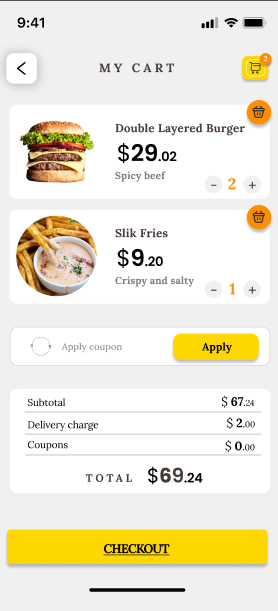 9:41
MY CART
2
Double Layered Burger
$29.02
Spicy beef
- 2 +
Slik Fries
$9.20
Crispy and salty
- 1 +
Apply coupon
Apply
Subtotal $ 67.24
Delivery charge $ 2.00
Coupons $ 0.00
TOTAL $69.24
CHECKOUT